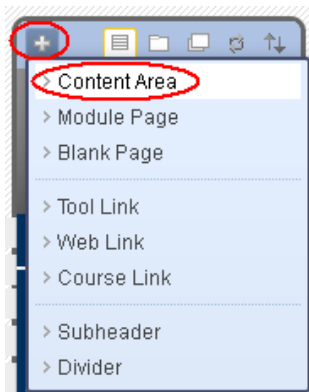 > Content Area
> Module Page
> Blank Page
> Tool Link
> Web Link
> Course Link
> Subheader
> Divider